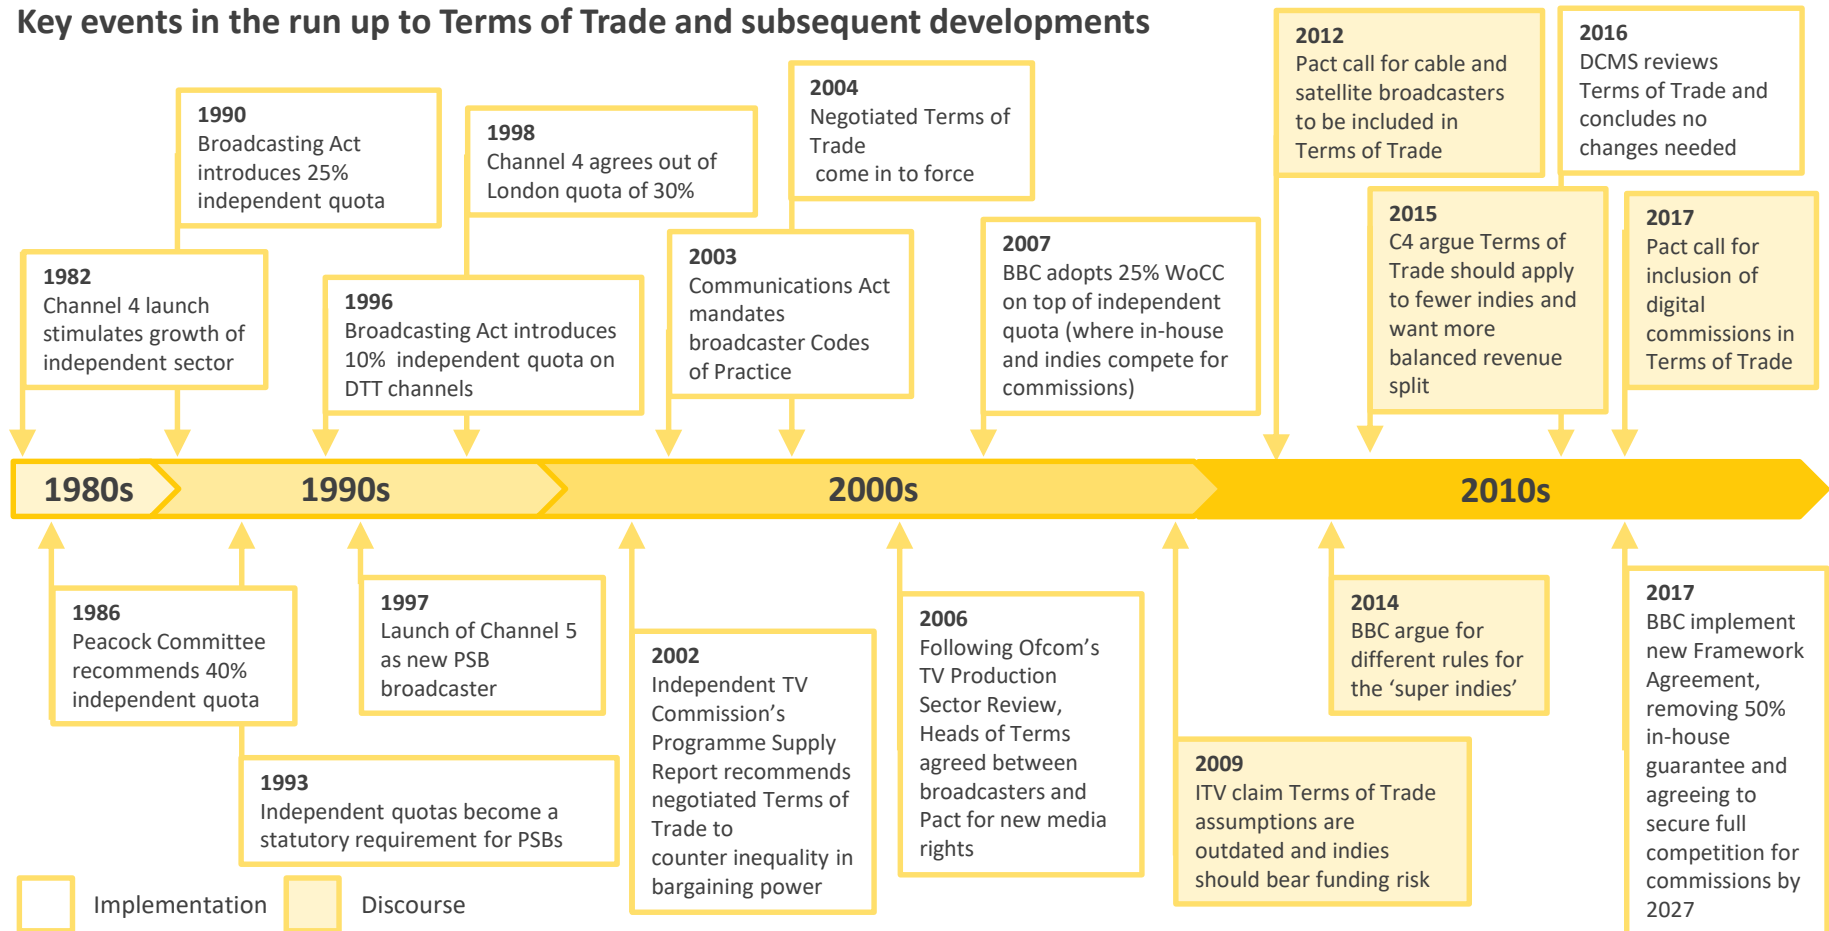 Key events in the run up to Terms of Trade and subsequent developments
1982
Channel 4 launch
stimulates growth of
independent sector
1990
Broadcasting Act
introduces 25%
independent quota
1996
Broadcasting Act introduces
10% independent quota on
DTT channels
1998
Channel 4 agrees out of
London quota of 30%
2003
Communications Act
mandates
broadcaster Codes
of Practice
2004
Negotiated Terms of
Trade
come in to force
2007
BBC adopts 25% WoCC
on top of independent
quota (where in-house
and indies compete for
commissions)
2012
Pact call for cable and
satellite broadcasters
to be included in
Terms of Trade
2015
C4 argue Terms of
Trade should apply
to fewer indies and
want more
balanced revenue
split
2016
DCMS reviews
Terms of Trade and
concludes no
changes needed
2017
Pact call for
inclusion of
digital
commissions in
Terms of Trade
1980s
1990s
2000s
2010s
1986
Peacock Committee
recommends 40%
independent quota
1993
Independent quotas become a
statutory requirement for PSBs
1997
Launch of Channel 5
as new PSB
broadcaster
2002
Independent TV
Commission’s
Programme Supply
Report recommends
negotiated Terms of
Trade to
counter inequality in
bargaining power
2006
Following Ofcom’s
TV Production
Sector Review,
Heads of Terms
agreed between
broadcasters and
Pact for new media
rights
2009
ITV claim Terms of Trade
assumptions are
outdated and indies
should bear funding risk
2014
BBC argue for
different rules for
the ‘super indies’
2017
BBC implement
new Framework
Agreement,
removing 50%
in-house
guarantee and
agreeing to
secure full
competition for
commissions by
2027
Implementation
Discourse